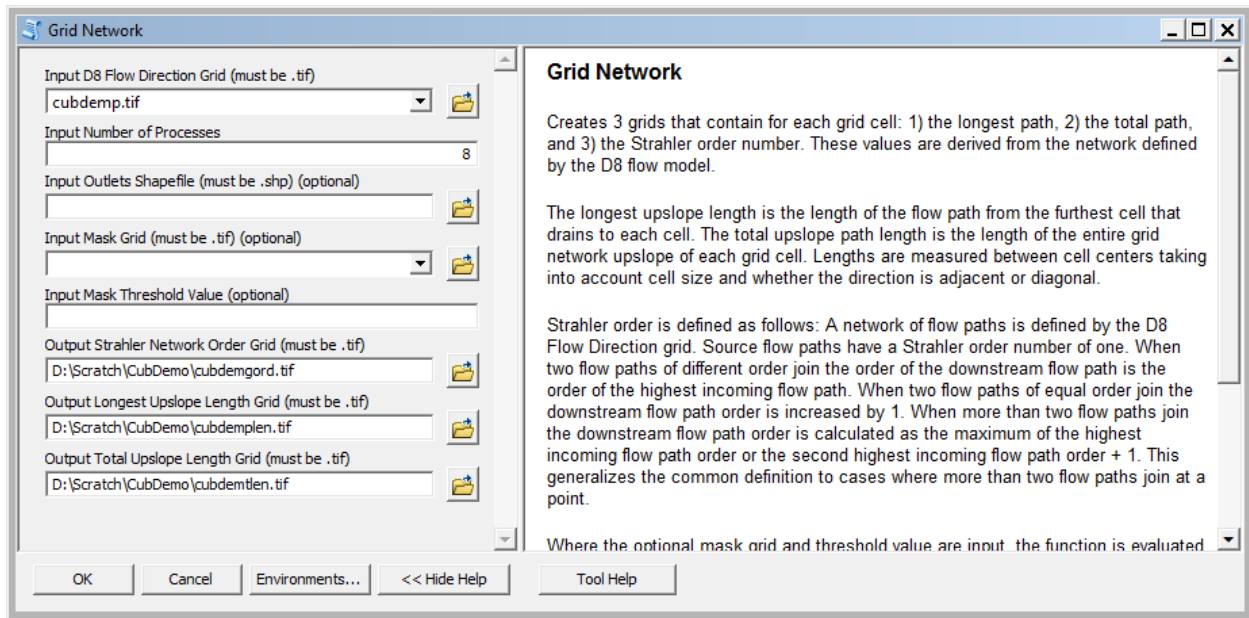 Grid Network
Input D8 Flow Direction Grid (must be .tif)
cubdemp.tif
Input Number of Processes
8
Input Outlets Shapefile (must be .shp) (optional)
Input Mask Grid (must be .tif) (optional)
Input Mask Threshold Value (optional)
Output Strahler Network Order Grid (must be .tif)
D:\Scratch\CubDemo\cubdemgord.tif
Output Longest Upslope Length Grid (must be .tif)
D:\Scratch\CubDemo\cubdemplen.tif
Output Total Upslope Length Grid (must be .tif)
D:\Scratch\CubDemo\cubdemtlen.tif
Grid Network
Creates 3 grids that contain for each grid cell: 1) the longest path, 2) the total path,
and 3) the Strahler order number. These values are derived from the network defined
by the D8 flow model.
The longest upslope length is the length of the flow path from the furthest cell that
drains to each cell. The total upslope path length is the length of the entire grid
network upslope of each grid cell. Lengths are measured between cell centers taking
into account cell size and whether the direction is adjacent or diagonal.
Strahler order is defined as follows: A network of flow paths is defined by the D8
Flow Direction grid. Source flow paths have a Strahler order number of one. When
two flow paths of different order join the order of the downstream flow path is the
order of the highest incoming flow path. When two flow paths of equal order join the
downstream flow path order is increased by 1. When more than two flow paths join
the downstream flow path order is calculated as the maximum of the highest
incoming flow path order or the second highest incoming flow path order + 1. This
generalizes the common definition to cases where more than two flow paths join at a
point.
Where the optional mask grid and threshold value are input, the function is evaluated
OK
Cancel
Environments...
<< Hide Help
Tool Help